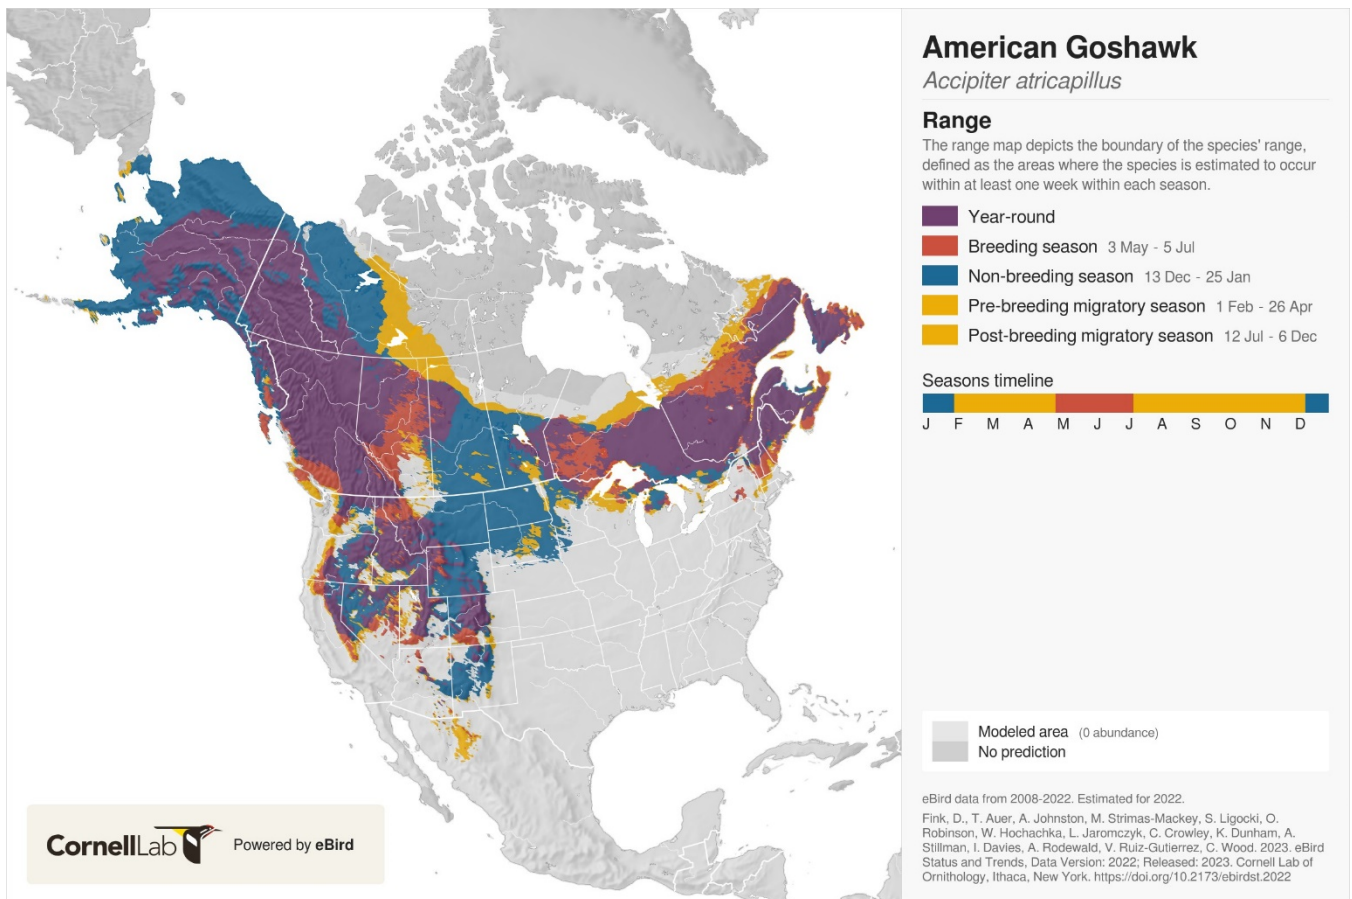 American Goshawk
Accipiter atricapillus
Range
The range map depicts the boundary of the species' range,
defined as the areas where the species is estimated to occur
within at least one week within each season.
Year-round
Breeding season 3 May - 5 Jul
Non-breeding season 13 Dec - 25 Jan
Pre-breeding migratory season 1 Feb - 26 Apr
Post-breeding migratory season 12 Jul - 6 Dec
Seasons timeline
J F M A M J J A S O N D
Modeled area (0 abundance)
No prediction
eBird data from 2008-2022. Estimated for 2022.
Fink, D., T. Auer, A. Johnston, M. Strimas-Mackey, S. Ligocki, O.
Robinson, W. Hochachka, L. Jaromczyk, C. Crowley, K. Dunham, A.
Stillman, I. Davies, A. Rodewald, V. Ruiz-Gutierrez, C. Wood. 2023. eBird
Status and Trends, Data Version: 2022; Released: 2023. Cornell Lab of
Ornithology, Ithaca, New York. https://doi.org/10.2173/ebirdst.2022
CornellLab Powered by eBird